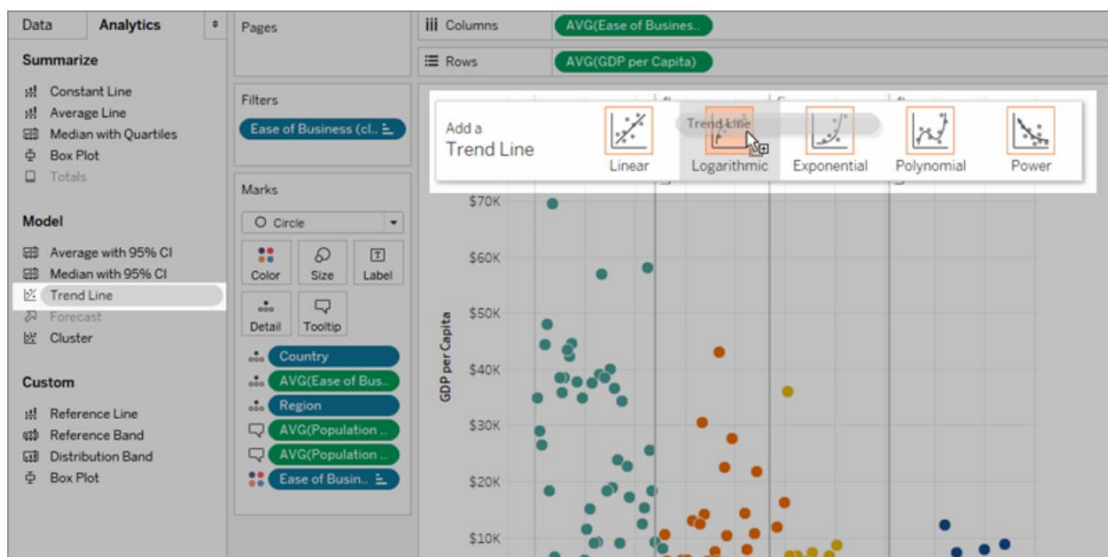 Data
Analytics
Summarize
Constant Line
Average Line
Median with Quartiles
Box Plot
Totals
Model
Average with 95% CI
Median with 95% CI
Trend Line
Forecast
Cluster
Custom
Reference Line
Reference Band
Distribution Band
Box Plot
Pages
Filters
Ease of Business (cl..
Marks
Circle
Color
Size
Label
Detail
Tooltip
Country
AVG(Ease of Bus..
Region
AVG(Population ..
AVG(Population ..
Ease of Busin..
Columns
AVG(Ease of Busines..
Rows
AVG(GDP per Capita)
Add a
Trend Line
Trend Line
Linear
Logarithmic
Exponential
Polynomial
Power
GDP per Capita
$70K
$60K
$50K
$40K
$30K
$20K
$10K